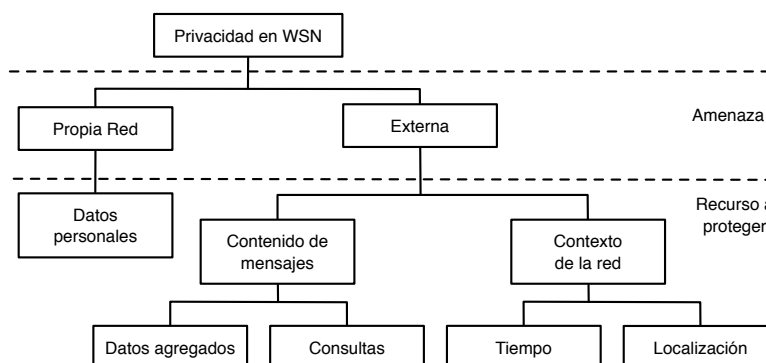 Privacidad en WSN
Propia Red
Externa
Amenaza
Datos
personales
Contenido de
mensajes
Contexto
de la red
Recurso a
proteger
Datos agregados
Consultas
Tiempo
Localización